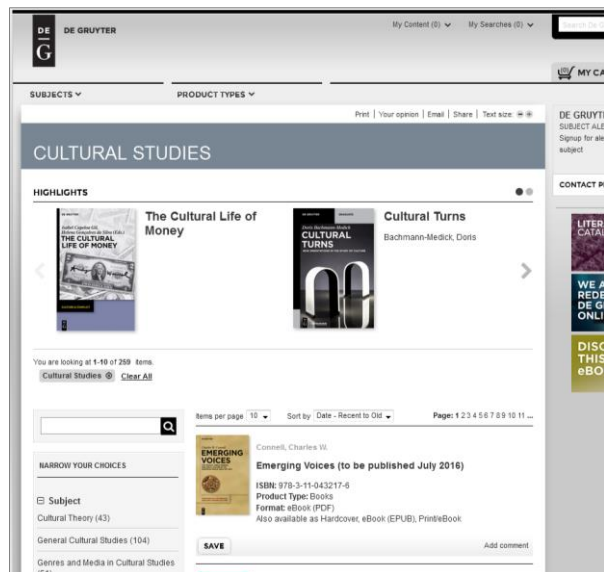 DE G
DE GRUYTER
My Content (0) My Searches (0)
MY CA
SUBJECTS PRODUCT TYPES
Print | Your opinion | Email | Share | Text size:
DE GRUYTE
SUBJECT ALE
Signup for ale
subject
CONTACT P
CULTURAL STUDIES
HIGHLIGHTS
THE CULTURAL
LIFE OF MONEY
The Cultural Life of
Money
Doris Bachmann-Medick
CULTURAL
TURNS
Cultural Turns
Bachmann-Medick, Doris
LITER
CATAL
WE A
REDE
DE G
ONLI
DISC
THIS
eBO
You are looking at 1-10 of 259 items.
Cultural Studies Clear All
Items per page 10 Sort by Date - Recent to Old Page: 1 2 3 4 5 6 7 8 9 10 11 ...
NARROW YOUR CHOICES
Subject
Cultural Theory (43)
General Cultural Studies (104)
Genres and Media in Cultural Studies
EMERGING
VOICES
Connell, Charles W.
Emerging Voices (to be published July 2016)
ISBN: 978-3-11-043217-6
Product Type: Books
Format: eBook (PDF)
Also available as Hardcover, eBook (EPUB), Print/eBook
SAVE Add comment